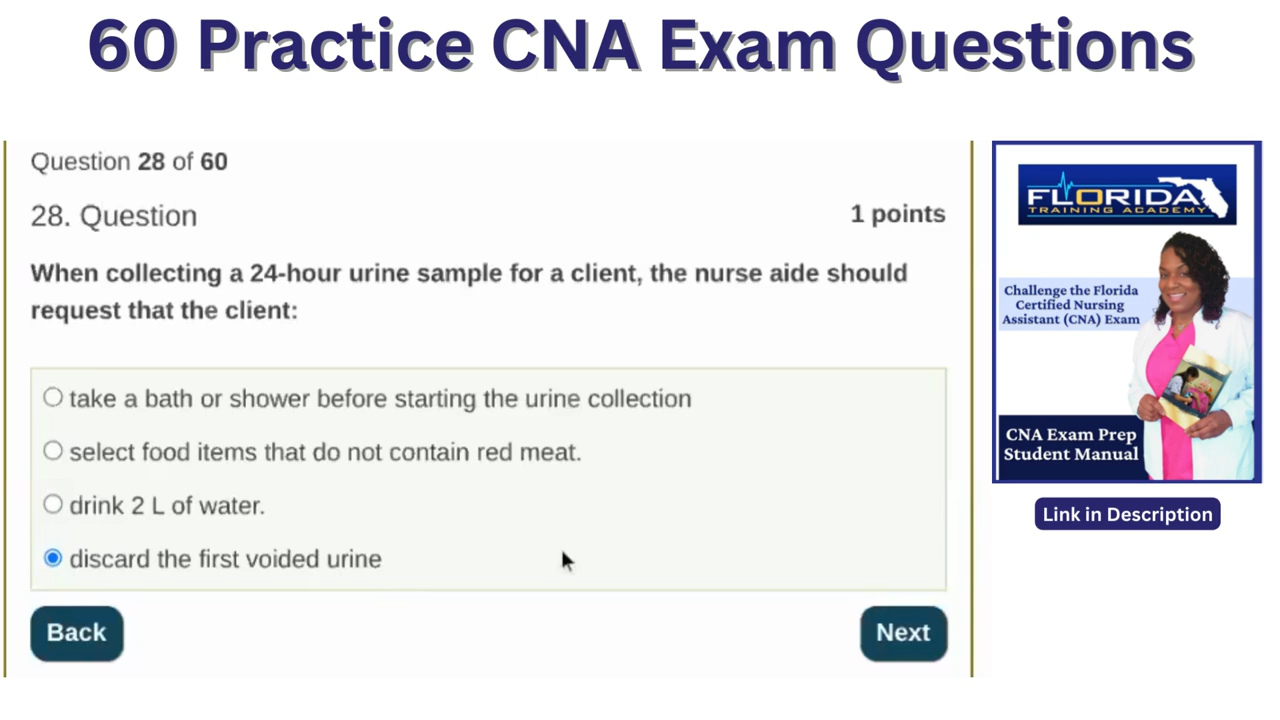 60 Practice CNA Exam Questions
Question 28 of 60
28. Question
1 points
When collecting a 24-hour urine sample for a client, the nurse aide should
request that the client:
take a bath or shower before starting the urine collection
select food items that do not contain red meat.
drink 2 L of water.
discard the first voided urine
Back
Next
FLORIDA
TRAINING ACADEMY
Challenge the Florida
Certified Nursing
Assistant (CNA) Exam
CNA Exam Prep
Student Manual
Link in Description